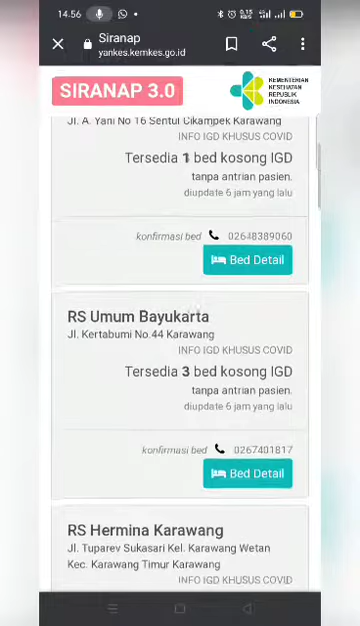 14.56
Siranap
yankes.kemkes.go.id
SIRANAP 3.0
KEMENTERIAN
KESEHATAN
REPUBLIK
INDONESIA
Jl. A. Yani No 16 Sentul Cikampek Karawang
INFO IGD KHUSUS COVID
Tersedia 1 bed kosong IGD
tanpa antrian pasien.
diupdate 6 jam yang lalu
konfirmasi bed 02648389060
Bed Detail
RS Umum Bayukarta
Jl. Kertabumi No.44 Karawang
INFO IGD KHUSUS COVID
Tersedia 3 bed kosong IGD
tanpa antrian pasien.
diupdate 6 jam yang lalu
konfirmasi bed 0267401817
Bed Detail
RS Hermina Karawang
Jl. Tuparev Sukasari Kel. Karawang Wetan
Kec. Karawang Timur Karawang
INFO IGD KHUSUS COVID